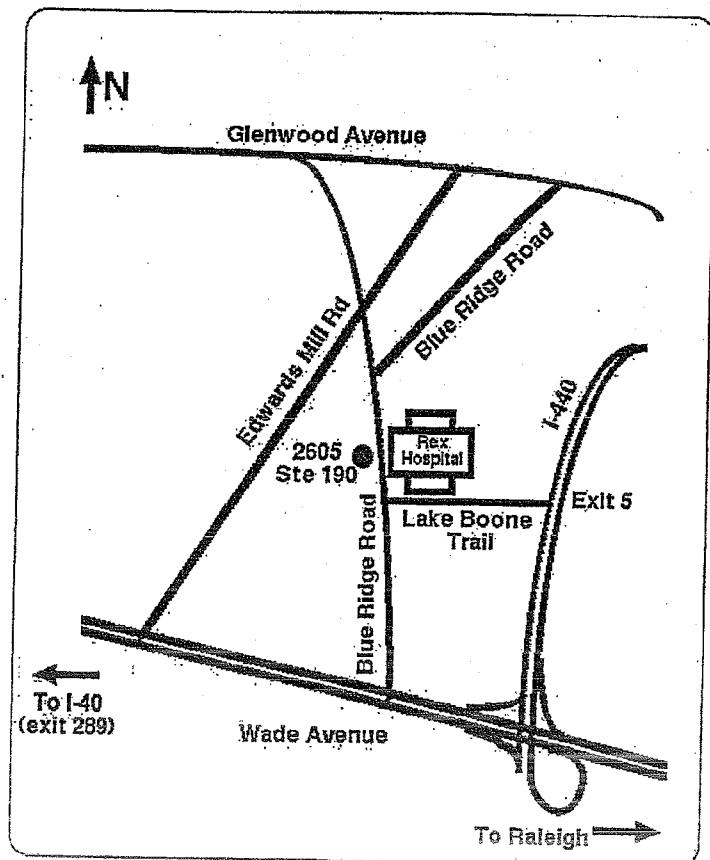 N
Glenwood Avenue
Blue Ridge Road
Edwards Mill Rd
I-440
2605
Ste 190
Rex
Hospital
Exit 5
Lake Boone
Trail
Blue Ridge Road
To I-40
(exit 289)
Wade Avenue
To Raleigh